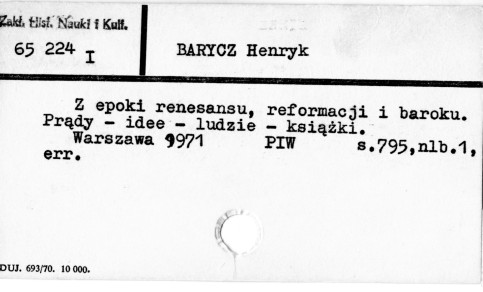 Zakł. Hist. Nauki i Kult.
65 224 I
BARYCZ Henryk
Z epoki renesansu, reformacji i baroku.
Prądy - idee - ludzie - książki.
Warszawa 1971 PIW s.795,nlb.1,
err.
DUJ. 693/70. 10 000.